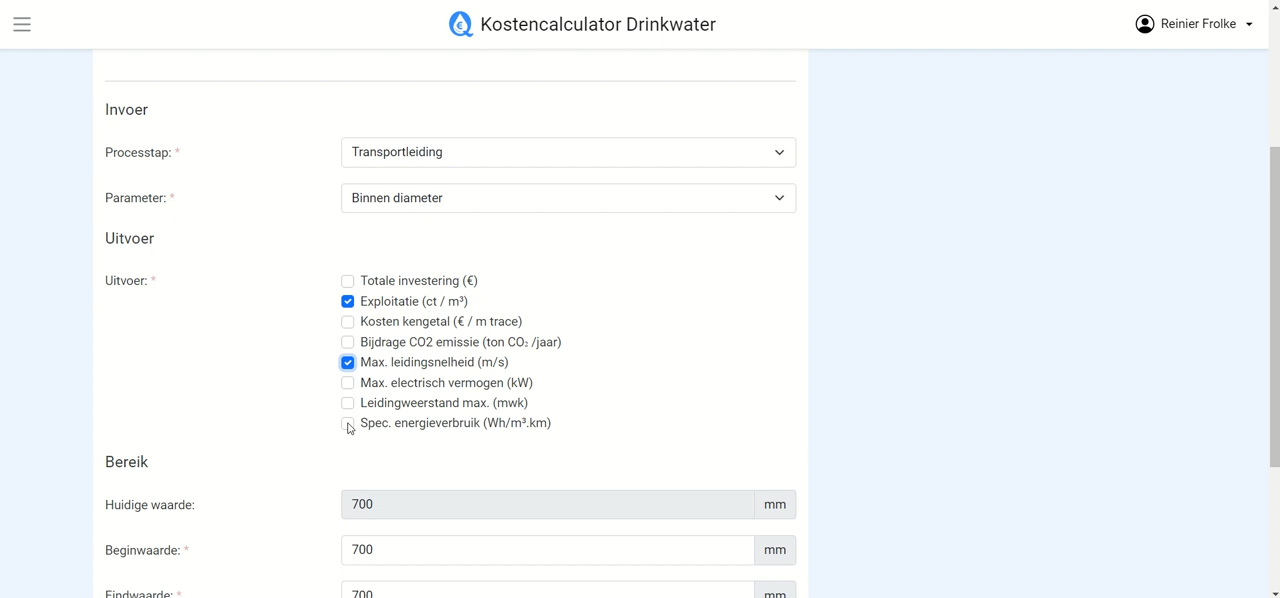 € Kostencalculator Drinkwater
Reinier Frolke
Invoer
Processtap: *
Transportleiding
Parameter: *
Binnen diameter
Uitvoer
Uitvoer: *
Totale investering (€)
Exploitatie (ct / m³)
Kosten kengetal (€ / m trace)
Bijdrage CO2 emissie (ton CO₂ /jaar)
Max. leidingsnelheid (m/s)
Max. electrisch vermogen (kW)
Leidingweerstand max. (mwk)
Spec. energieverbruik (Wh/m³.km)
Bereik
Huidige waarde:
700 mm
Beginwaarde: *
700 mm
Eindwaarde: *
700 mm